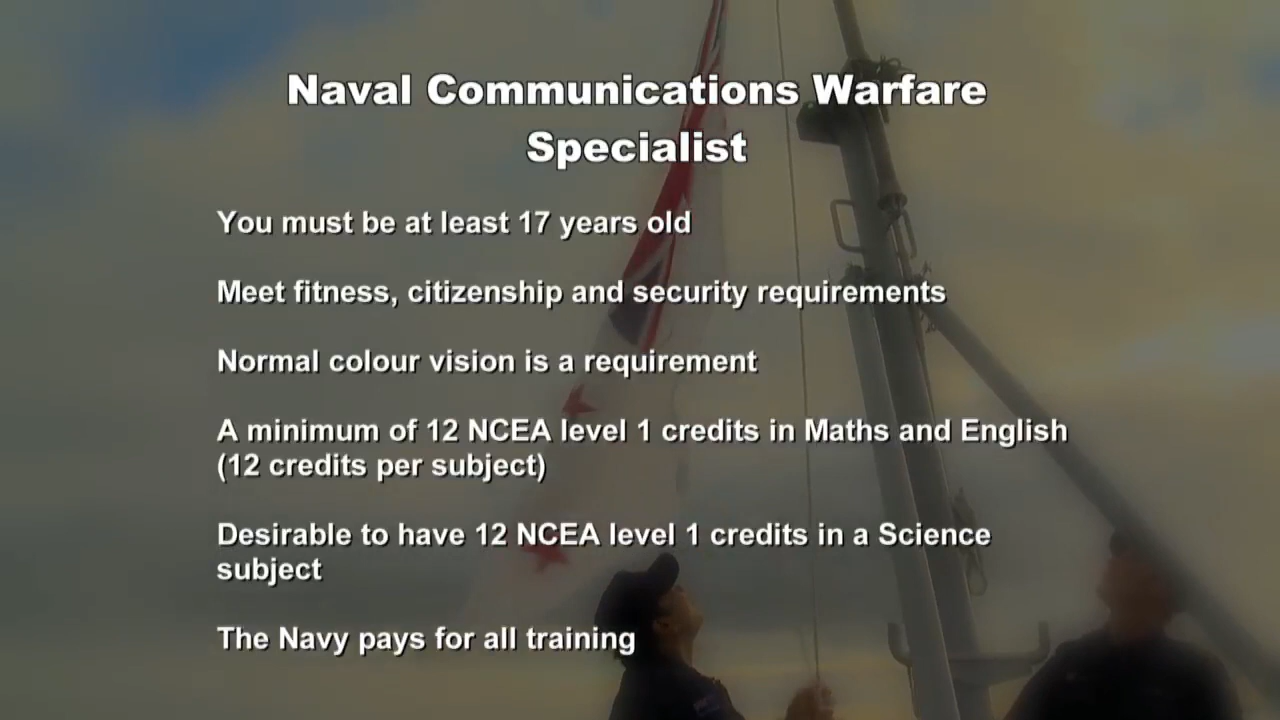 Naval Communications Warfare
Specialist
You must be at least 17 years old
Meet fitness, citizenship and security requirements
Normal colour vision is a requirement
A minimum of 12 NCEA level 1 credits in Maths and English
(12 credits per subject)
Desirable to have 12 NCEA level 1 credits in a Science
subject
The Navy pays for all training